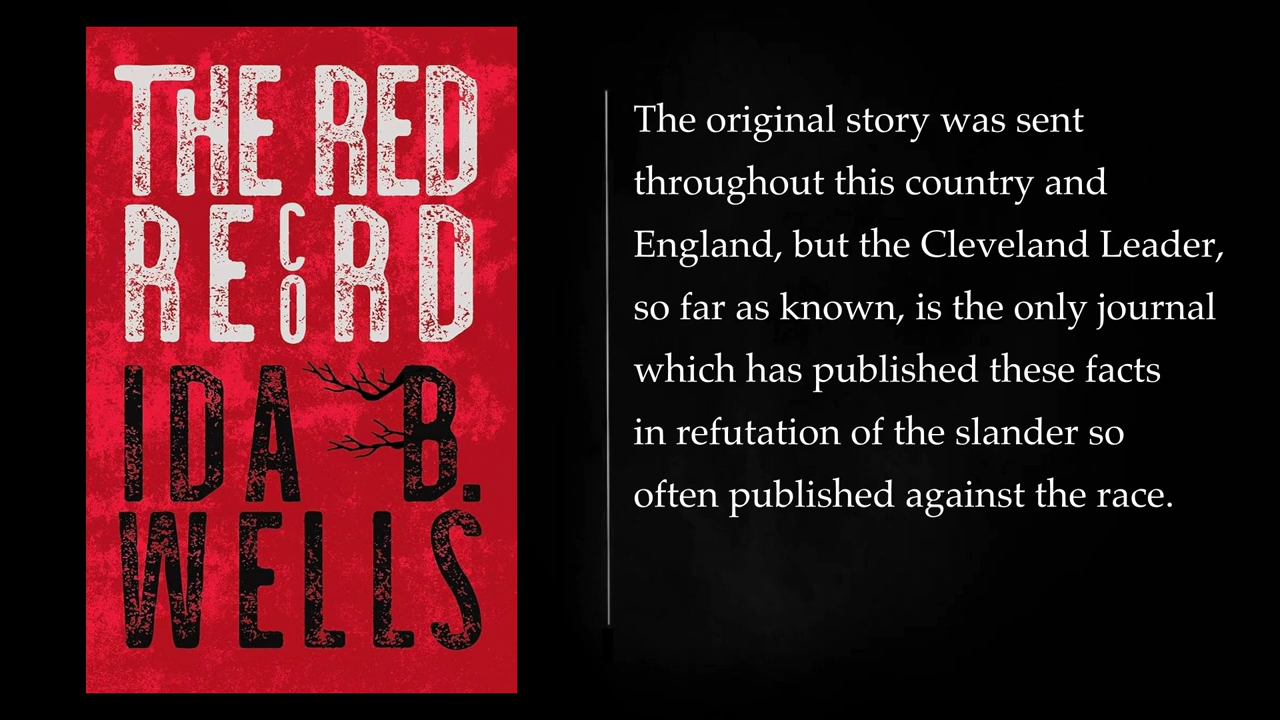 THE RED
RECORD
IDA B.
WELLS
The original story was sent
throughout this country and
England, but the Cleveland Leader,
so far as known, is the only journal
which has published these facts
in refutation of the slander so
often published against the race.